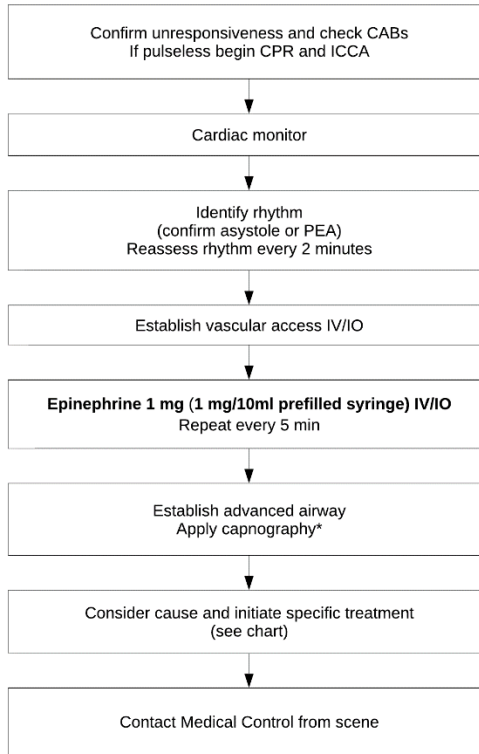 Confirm unresponsiveness and check CABs
If pulseless begin CPR and ICCA
Cardiac monitor
Identify rhythm
(confirm asystole or PEA)
Reassess rhythm every 2 minutes
Establish vascular access IV/IO
Epinephrine 1 mg (1 mg/10ml prefilled syringe) IV/IO
Repeat every 5 min
Establish advanced airway
Apply capnography*
Consider cause and initiate specific treatment
(see chart)
Contact Medical Control from scene